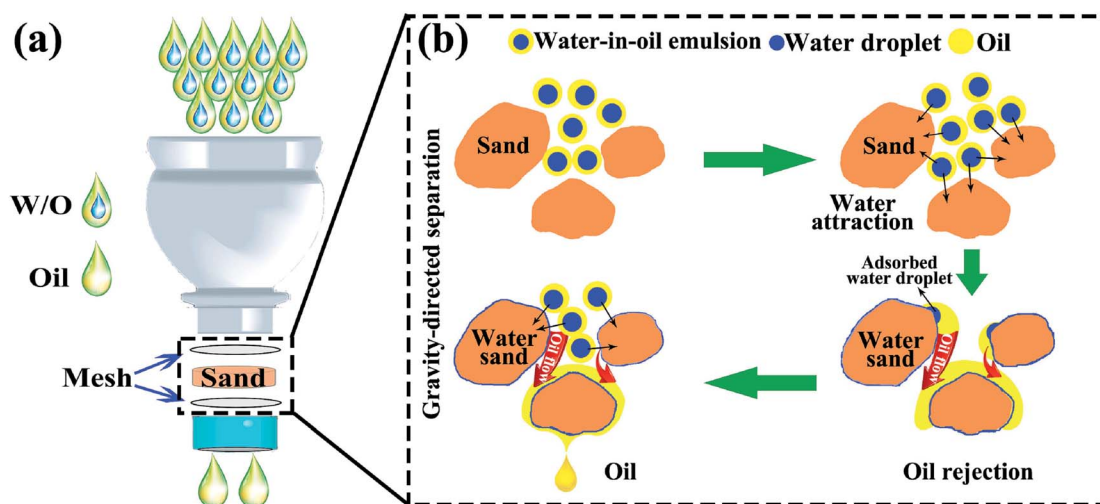 (a)
W/O
Oil
Mesh
Sand
(b)
Water-in-oil emulsion
Water droplet
Oil
Gravity-directed separation
Sand
Sand
Water
attraction
Adsorbed
water droplet
Water
sand
Oil flow
Oil rejection
Water
sand
Oil flow
Oil